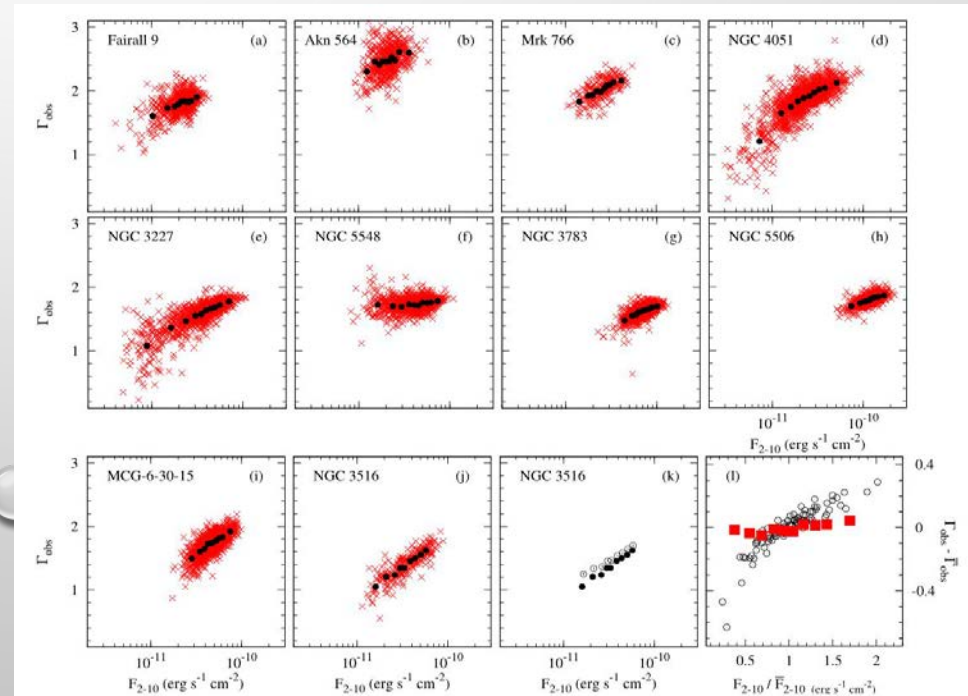 3
2
1
Γobs
Fairall 9 (a)
Akn 564 (b)
Mrk 766 (c)
NGC 4051 (d)
3
2
1
Γobs
NGC 3227 (e)
NGC 5548 (f)
NGC 3783 (g)
NGC 5506 (h)
10⁻¹¹ 10⁻¹⁰
F₂₋₁₀ (erg s⁻¹ cm⁻²)
3
2
1
Γobs
MCG-6-30-15 (i)
NGC 3516 (j)
NGC 3516 (k)
(l)
0.4
0
-0.4
Γobs - Γ̅obs
10⁻¹¹ 10⁻¹⁰
10⁻¹¹ 10⁻¹⁰
10⁻¹¹ 10⁻¹⁰
0.5 1 1.5 2
F₂₋₁₀ (erg s⁻¹ cm⁻²)
F₂₋₁₀ (erg s⁻¹ cm⁻²)
F₂₋₁₀ (erg s⁻¹ cm⁻²)
F₂₋₁₀ / F̅₂₋₁₀ (erg s⁻¹ cm⁻²)